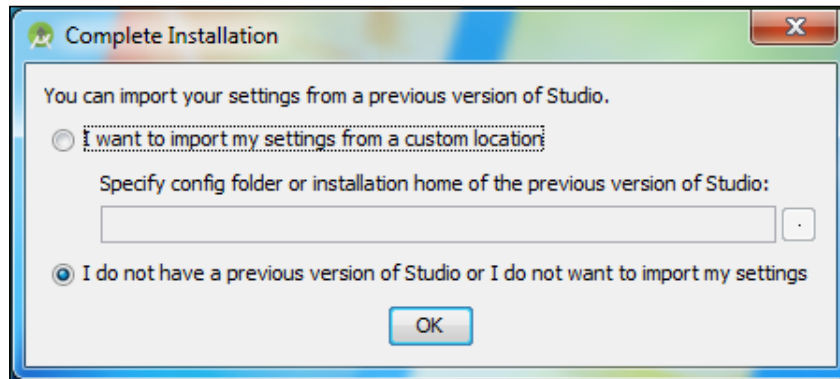 Complete Installation
You can import your settings from a previous version of Studio.
I want to import my settings from a custom location
Specify config folder or installation home of the previous version of Studio:
.
I do not have a previous version of Studio or I do not want to import my settings
OK